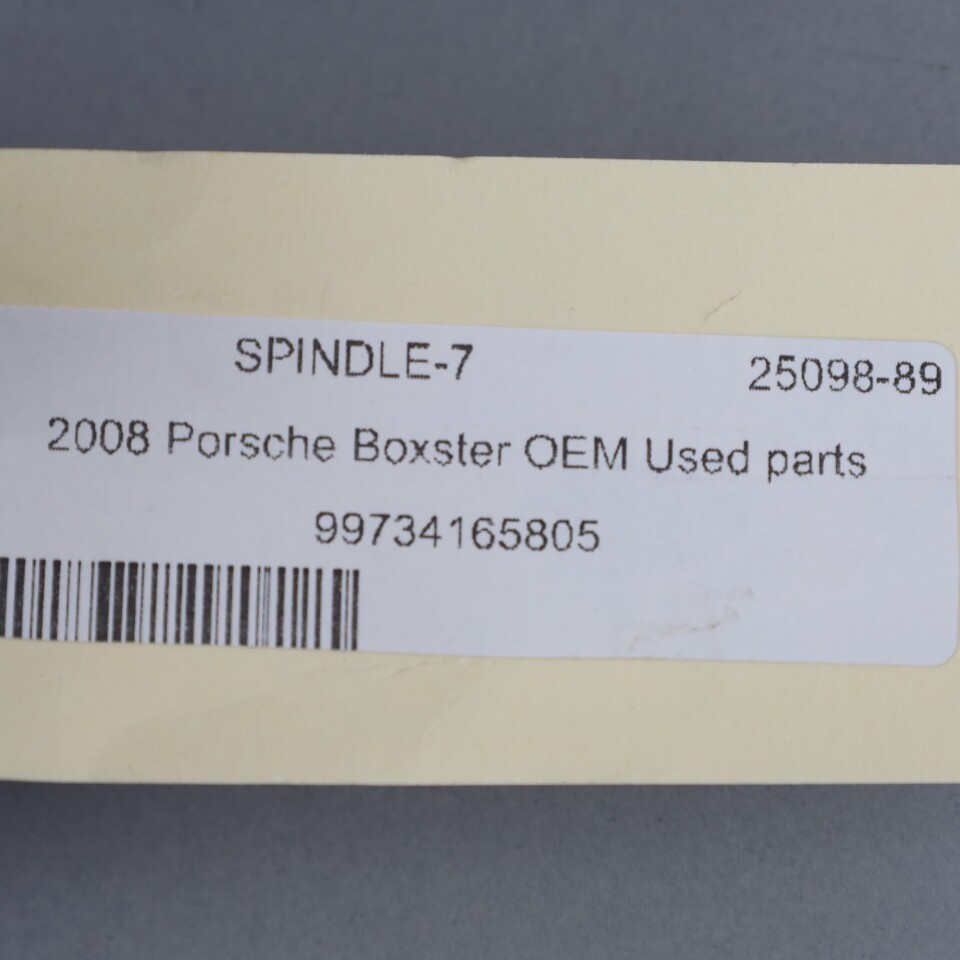 SPINDLE-7 25098-89
2008 Porsche Boxster OEM Used parts
99734165805